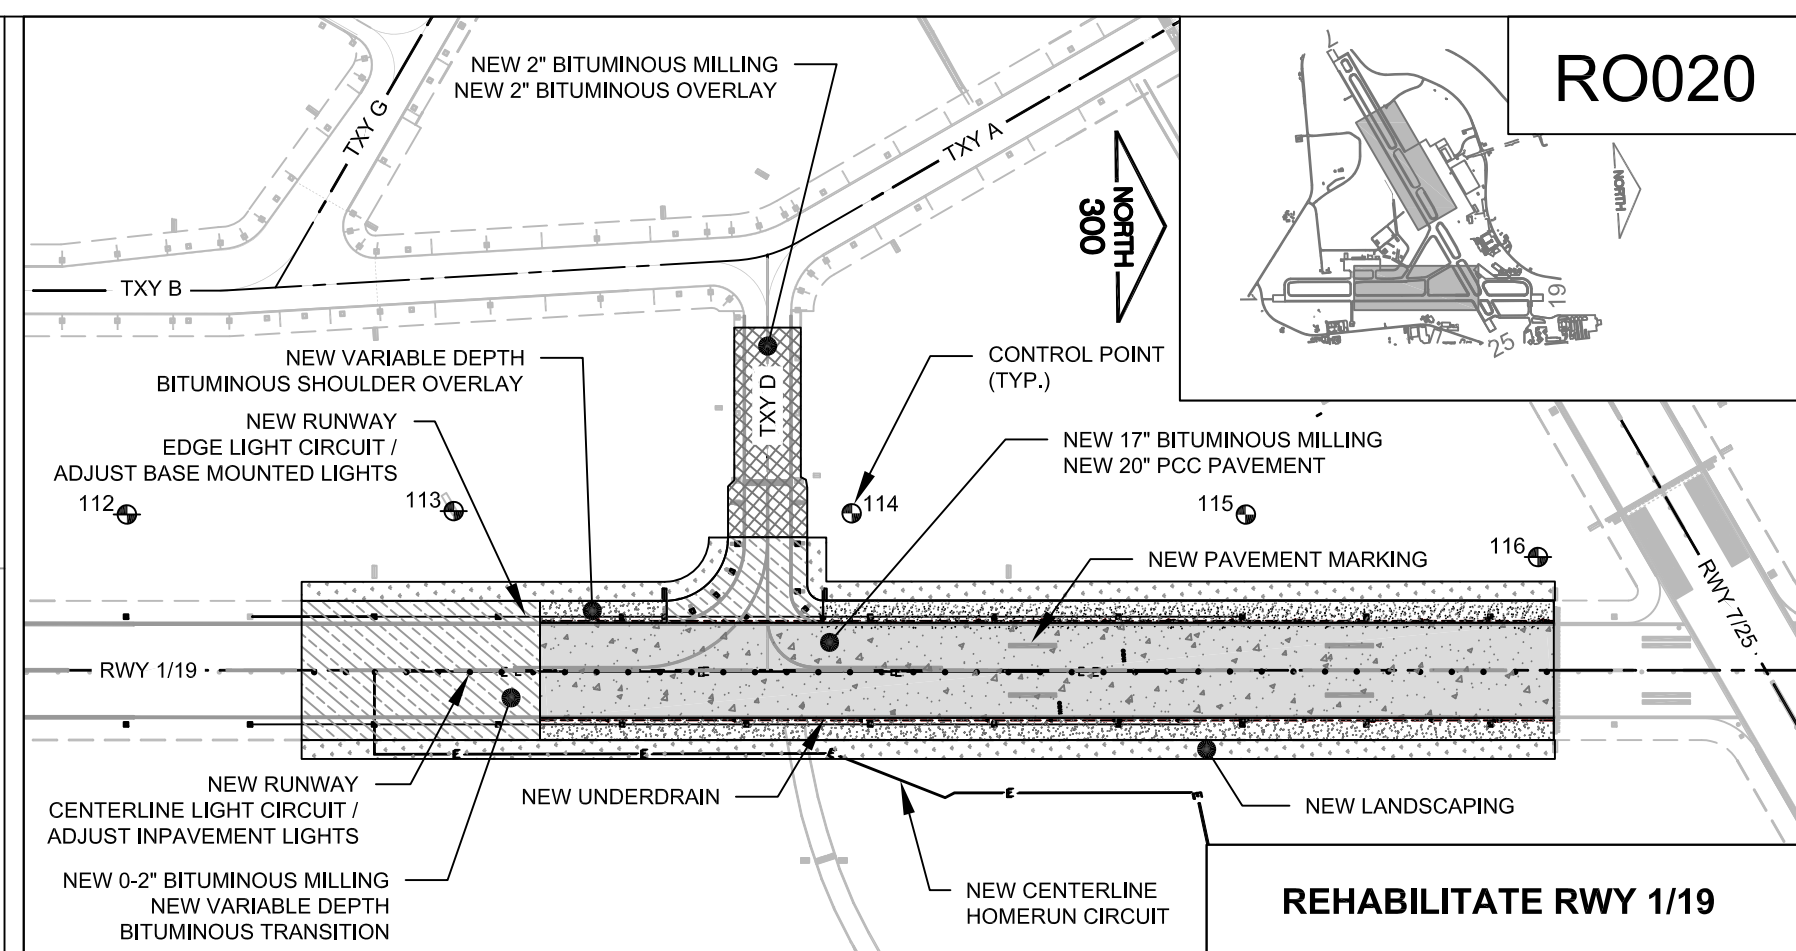 NEW 2" BITUMINOUS MILLING
NEW 2" BITUMINOUS OVERLAY
RO020
TXY G
TXY A
NORTH
300
NORTH
19
25
TXY B
NEW VARIABLE DEPTH
BITUMINOUS SHOULDER OVERLAY
CONTROL POINT
(TYP.)
TXY D
NEW RUNWAY
EDGE LIGHT CIRCUIT /
ADJUST BASE MOUNTED LIGHTS
NEW 17" BITUMINOUS MILLING
NEW 20" PCC PAVEMENT
112
113
114
115
116
NEW PAVEMENT MARKING
RWY 7/25
RWY 1/19
E
E
E
E
E
NEW RUNWAY
CENTERLINE LIGHT CIRCUIT /
ADJUST INPAVEMENT LIGHTS
NEW UNDERDRAIN
NEW LANDSCAPING
NEW 0-2" BITUMINOUS MILLING
NEW VARIABLE DEPTH
BITUMINOUS TRANSITION
NEW CENTERLINE
HOMERUN CIRCUIT
REHABILITATE RWY 1/19